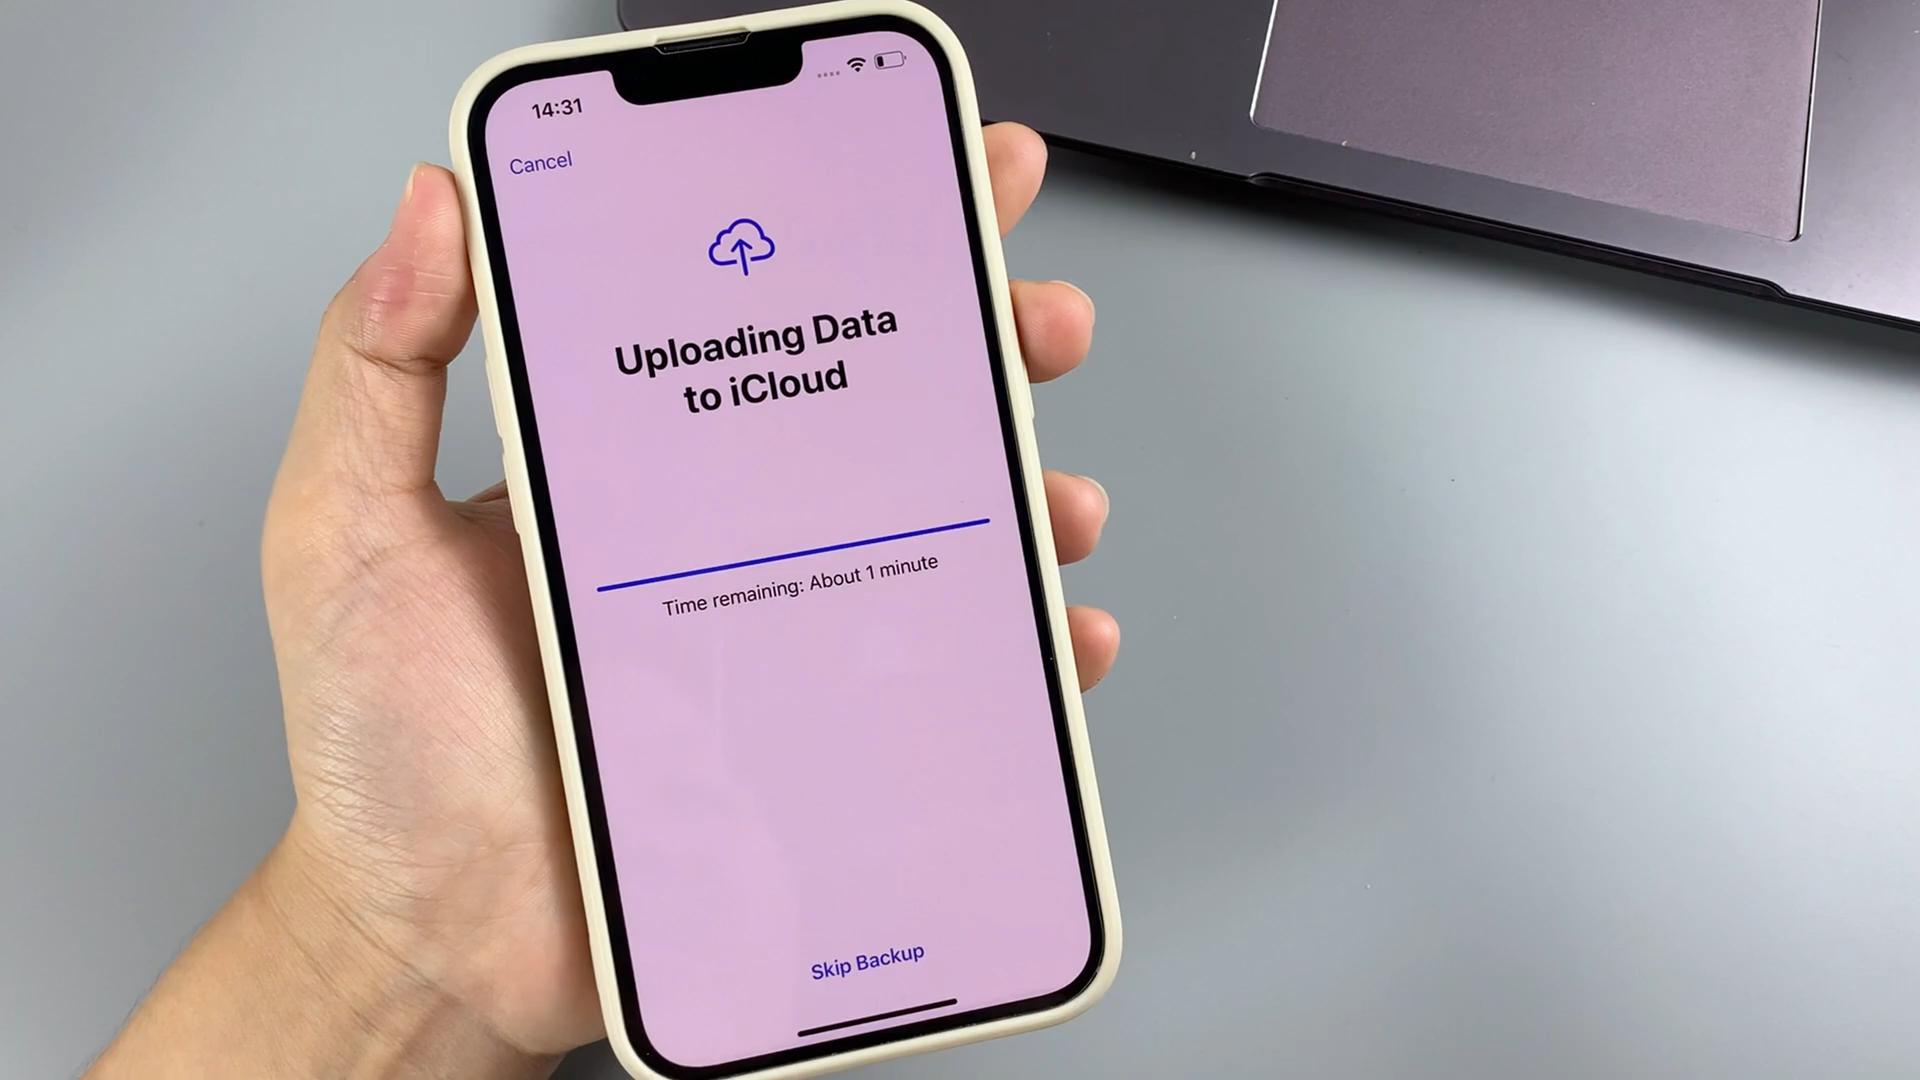 14:31
Cancel
Uploading Data
to iCloud
Time remaining: About 1 minute
Skip Backup